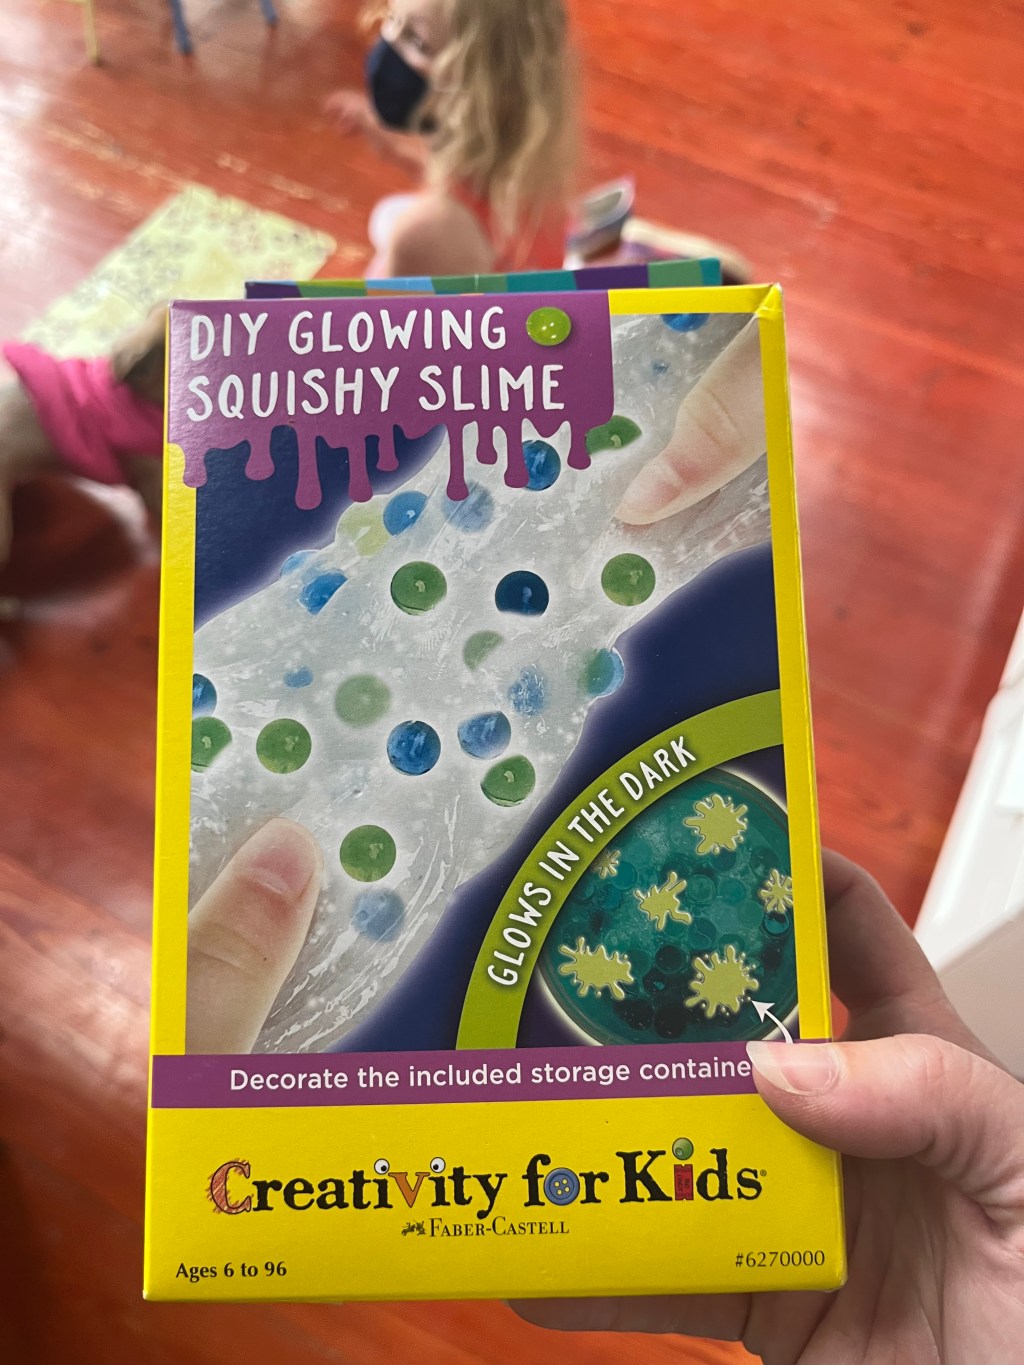 DIY GLOWING
SQUISHY SLIME
GLOWS IN THE DARK
Decorate the included storage containe
Creativity for Kids®
FABER-CASTELL
Ages 6 to 96
#6270000